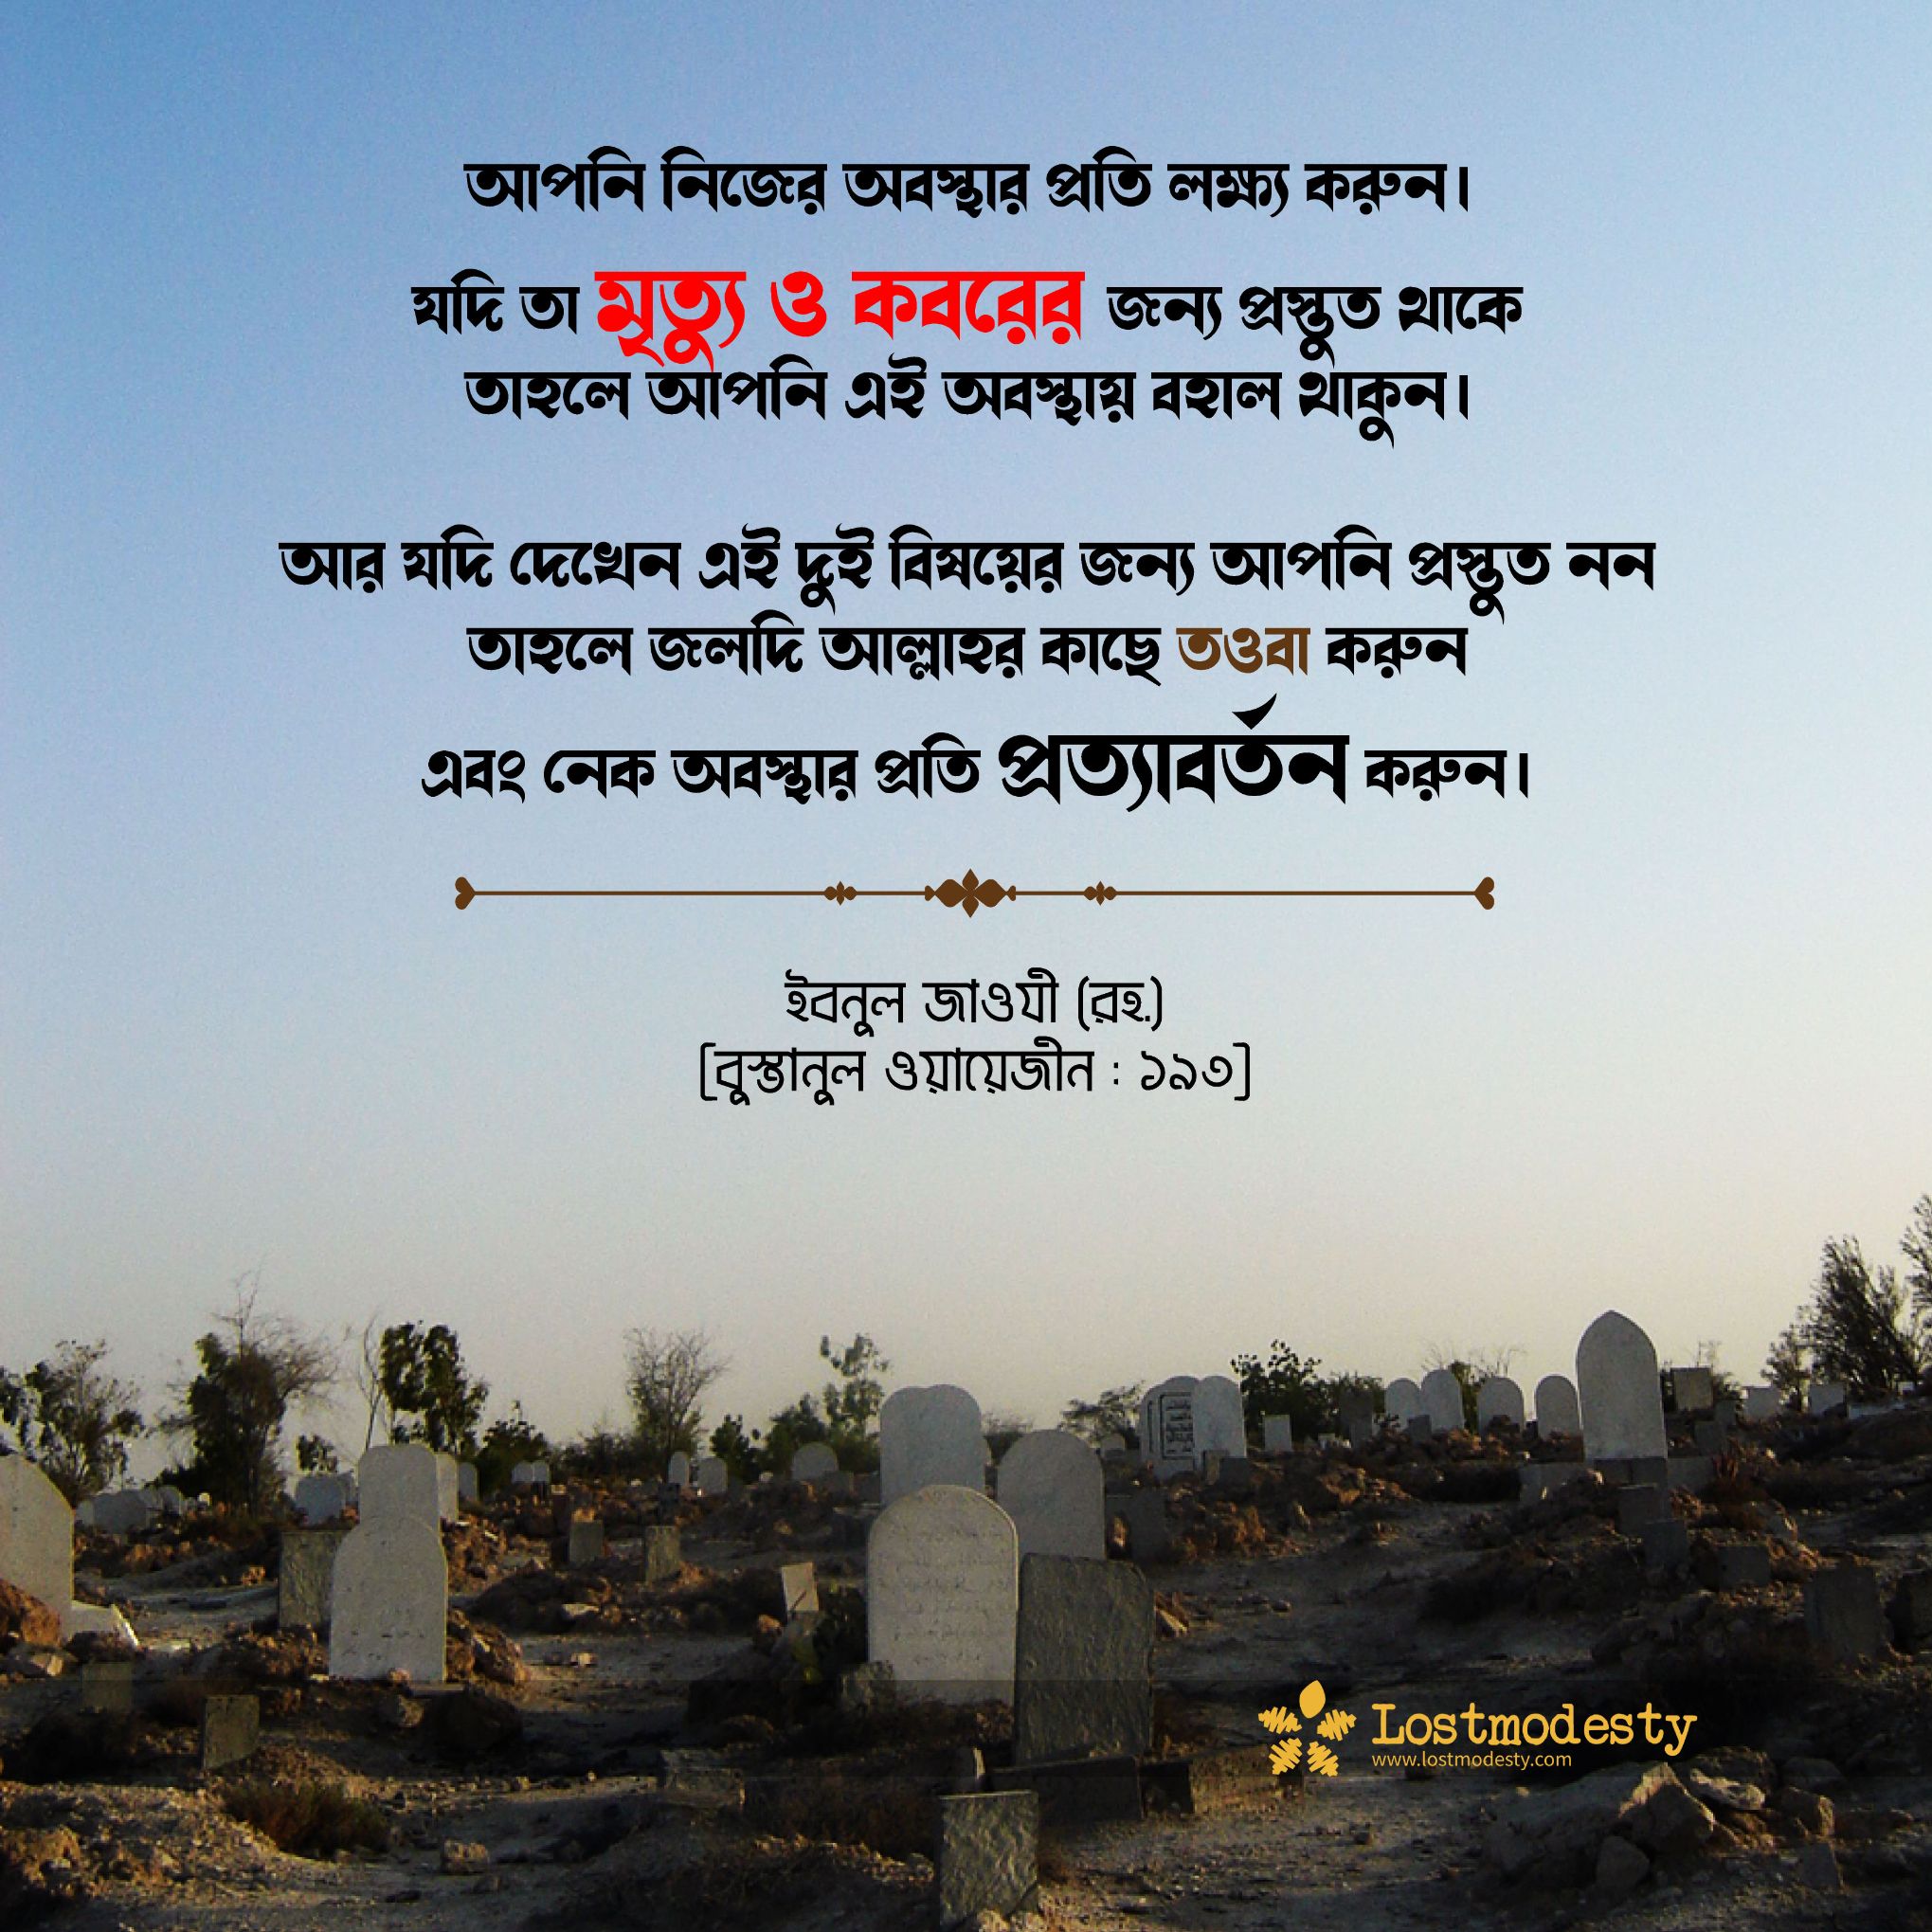 আপনি নিজের অবস্থার প্রতি লক্ষ্য করুন।
যদি তা মৃত্যু ও কবরের জন্য প্রস্তুত থাকে
তাহলে আপনি এই অবস্থায় বহাল থাকুন।
আর যদি দেখেন এই দুই বিষয়ের জন্য আপনি প্রস্তুত নন
তাহলে জলদি আল্লাহর কাছে তওবা করুন
এবং নেক অবস্থার প্রতি প্রত্যাবর্তন করুন।
ইবনুল জাওযী (রহ.)
[বুস্তানুল ওয়ায়েজীন : ১৯৩]
Lostmodesty
www.lostmodesty.com